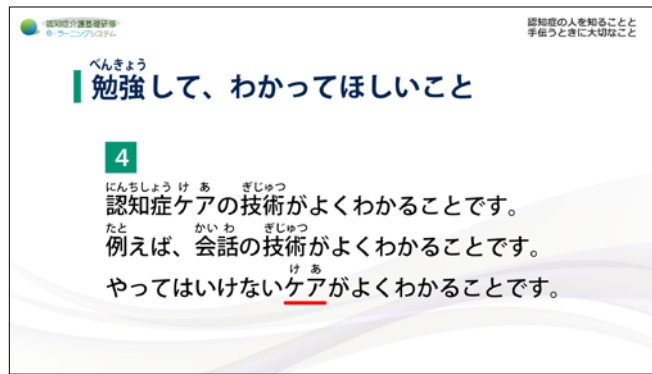 認知症介護基礎研修
e-ラーニングシステム
認知症の人を知ることと
手伝うときに大切なこと
べんきょう
勉強して、わかってほしいこと
4
にんちしょう け あ ぎじゅつ
認知症ケアの技術がよくわかることです。
たと かい わ ぎじゅつ
例えば、会話の技術がよくわかることです。
け あ
やってはいけないケアがよくわかることです。